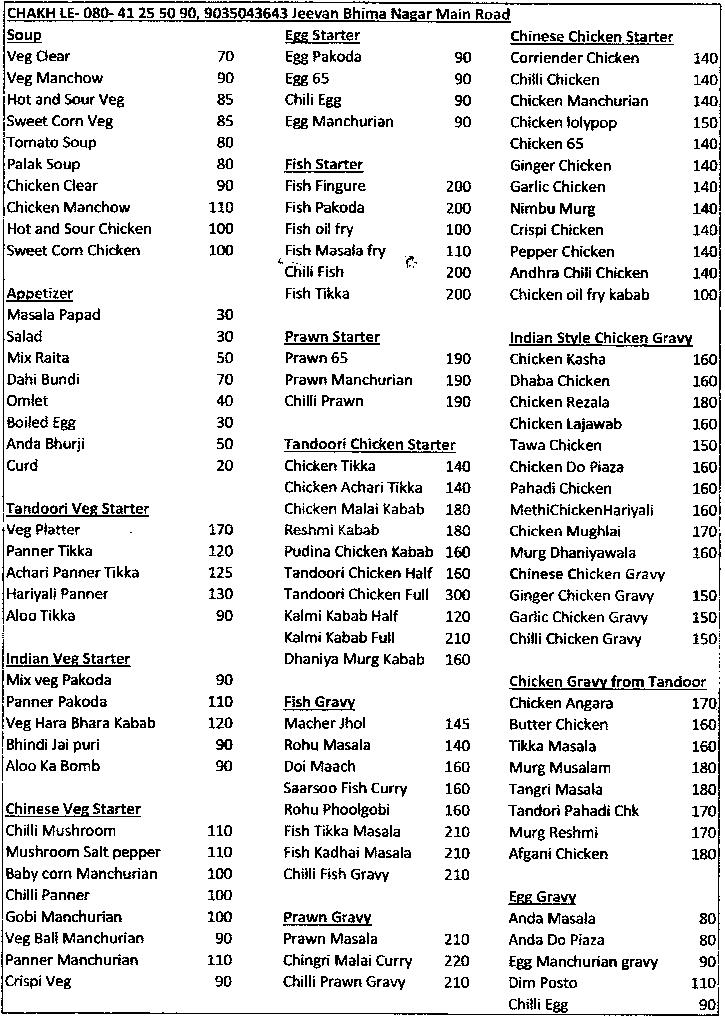 CHAKH LE- 080- 41 25 50 90, 9035043643 Jeevan Bhima Nagar Main Road
Soup
Veg Clear 70
Veg Manchow 90
Hot and Sour Veg 85
Sweet Corn Veg 85
Tomato Soup 80
Palak Soup 80
Chicken Clear 90
Chicken Manchow 110
Hot and Sour Chicken 100
Sweet Corn Chicken 100
Appetizer
Masala Papad 30
Salad 30
Mix Raita 50
Dahi Bundi 70
Omlet 40
Boiled Egg 30
Anda Bhurji 50
Curd 20
Tandoori Veg Starter
Veg Platter 170
Panner Tikka 120
Achari Panner Tikka 125
Hariyali Panner 130
Aloo Tikka 90
Indian Veg Starter
Mix veg Pakoda 90
Panner Pakoda 110
Veg Hara Bhara Kabab 120
Bhindi Jai puri 90
Aloo Ka Bomb 90
Chinese Veg Starter
Chilli Mushroom 110
Mushroom Salt pepper 110
Baby corn Manchurian 100
Chilli Panner 100
Gobi Manchurian 100
Veg Ball Manchurian 90
Panner Manchurian 110
Crispi Veg 90
Egg Starter
Egg Pakoda 90
Egg 65 90
Chili Egg 90
Egg Manchurian 90
Fish Starter
Fish Fingure 200
Fish Pakoda 200
Fish oil fry 100
Fish Masala fry 110
Chilli Fish 200
Fish Tikka 200
Prawn Starter
Prawn 65 190
Prawn Manchurian 190
Chilli Prawn 190
Tandoori Chicken Starter
Chicken Tikka 140
Chicken Achari Tikka 140
Chicken Malai Kabab 180
Reshmi Kabab 180
Pudina Chicken Kabab 160
Tandoori Chicken Half 160
Tandoori Chicken Full 300
Kalmi Kabab Half 120
Kalmi Kabab Full 210
Dhaniya Murg Kabab 160
Fish Gravy
Macher Jhol 145
Rohu Masala 140
Doi Maach 160
Saarsoo Fish Curry 160
Rohu Phoolgobi 160
Fish Tikka Masala 210
Fish Kadhai Masala 210
Chilli Fish Gravy 210
Prawn Gravy
Prawn Masala 210
Chingri Malai Curry 220
Chilli Prawn Gravy 210
Chinese Chicken Starter
Corriender Chicken 140
Chilli Chicken 140
Chicken Manchurian 140
Chicken lolypop 150
Chicken 65 140
Ginger Chicken 140
Garlic Chicken 140
Nimbu Murg 140
Crispi Chicken 140
Pepper Chicken 140
Andhra Chili Chicken 140
Chicken oil fry kabab 100
Indian Style Chicken Gravy
Chicken Kasha 160
Dhaba Chicken 160
Chicken Rezala 180
Chicken Lajawab 160
Tawa Chicken 150
Chicken Do Piaza 160
Pahadi Chicken 160
MethiChickenHariyali 160
Chicken Mughlai 170
Murg Dhaniyawala 160
Chinese Chicken Gravy
Ginger Chicken Gravy 150
Garlic Chicken Gravy 150
Chilli Chicken Gravy 150
Chicken Gravy from Tandoor
Chicken Angara 170
Butter Chicken 160
Tikka Masala 160
Murg Musalam 180
Tangri Masala 180
Tandori Pahadi Chk 170
Murg Reshmi 170
Afgani Chicken 180
Egg Gravy
Anda Masala 80
Anda Do Piaza 80
Egg Manchurian gravy 90
Dim Posto 110
Chilli Egg 90